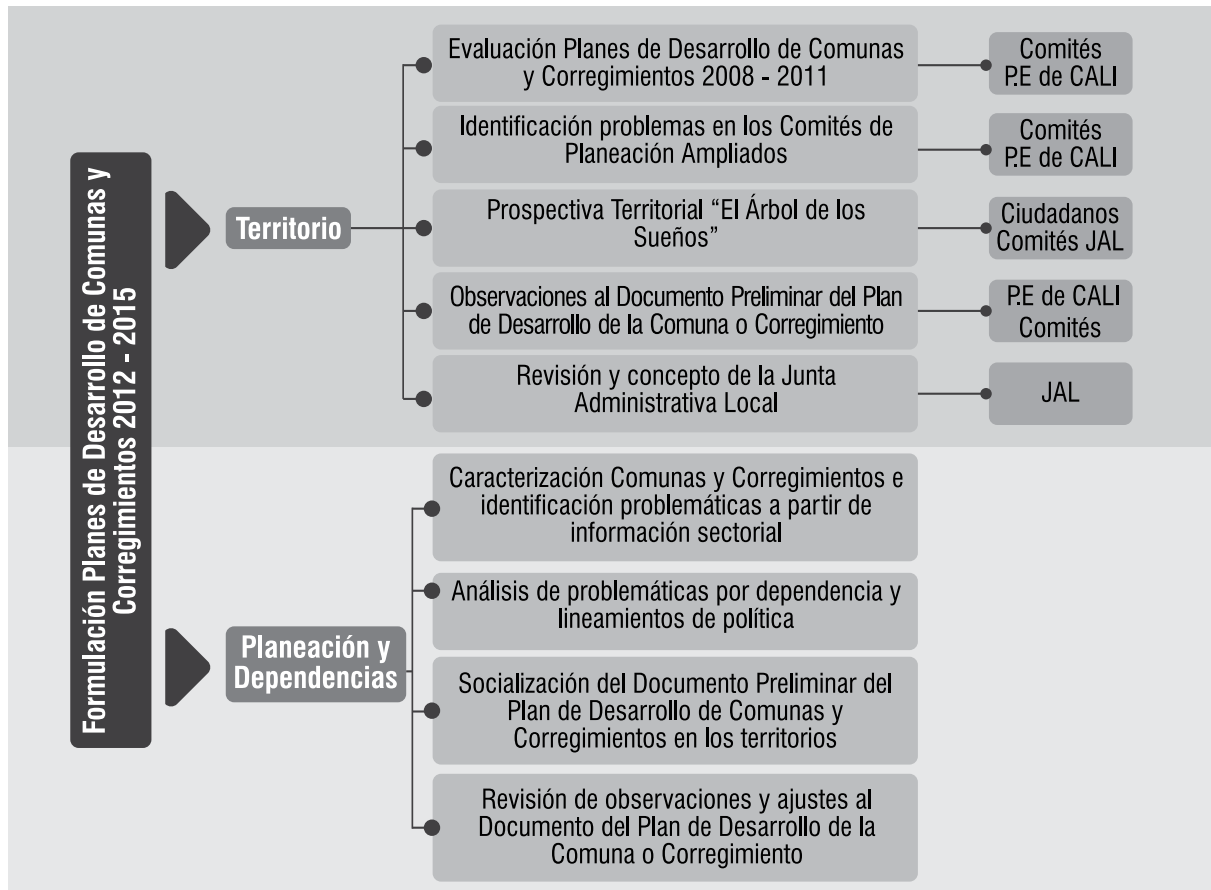 Formulación Planes de Desarrollo de Comunas y
Corregimientos 2012 - 2015
Territorio
Evaluación Planes de Desarrollo de Comunas
y Corregimientos 2008 - 2011
Comités
P.E de CALI
Identificación problemas en los Comités de
Planeación Ampliados
Comités
P.E de CALI
Prospectiva Territorial “El Árbol de los
Sueños”
Ciudadanos
Comités JAL
Observaciones al Documento Preliminar del Plan
de Desarrollo de la Comuna o Corregimiento
P.E de CALI
Comités
Revisión y concepto de la Junta
Administrativa Local
JAL
Planeación y
Dependencias
Caracterización Comunas y Corregimientos e
identificación problemáticas a partir de
información sectorial
Análisis de problemáticas por dependencia y
lineamientos de política
Socialización del Documento Preliminar del
Plan de Desarrollo de Comunas y
Corregimientos en los territorios
Revisión de observaciones y ajustes al
Documento del Plan de Desarrollo de la
Comuna o Corregimiento